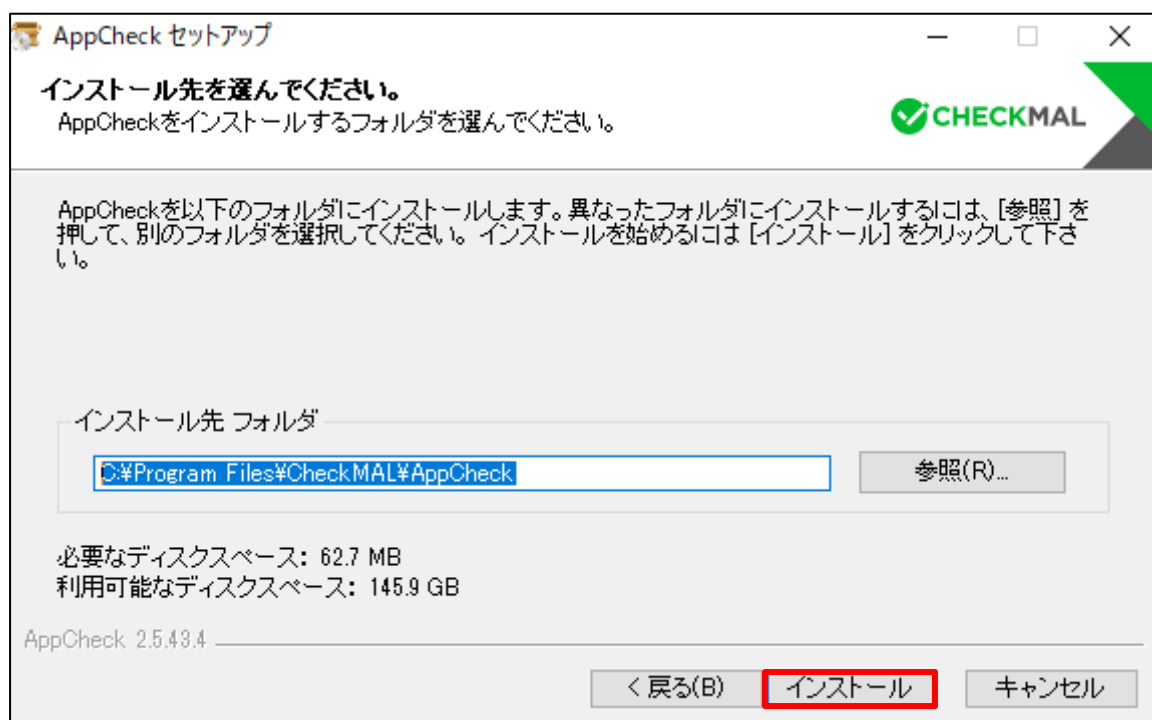 AppCheck セットアップ
インストール先を選んでください。
AppCheckをインストールするフォルダを選んでください。
CHECKMAL
AppCheckを以下のフォルダにインストールします。異なったフォルダにインストールするには、[参照] を
押して、別のフォルダを選択してください。インストールを始めるには [インストール] をクリックして下さ
い。
インストール先 フォルダ
C:¥Program Files¥CheckMAL¥AppCheck
参照(R)...
必要なディスクスペース: 62.7 MB
利用可能なディスクスペース: 145.9 GB
AppCheck 2.5.43.4
< 戻る(B)
インストール
キャンセル